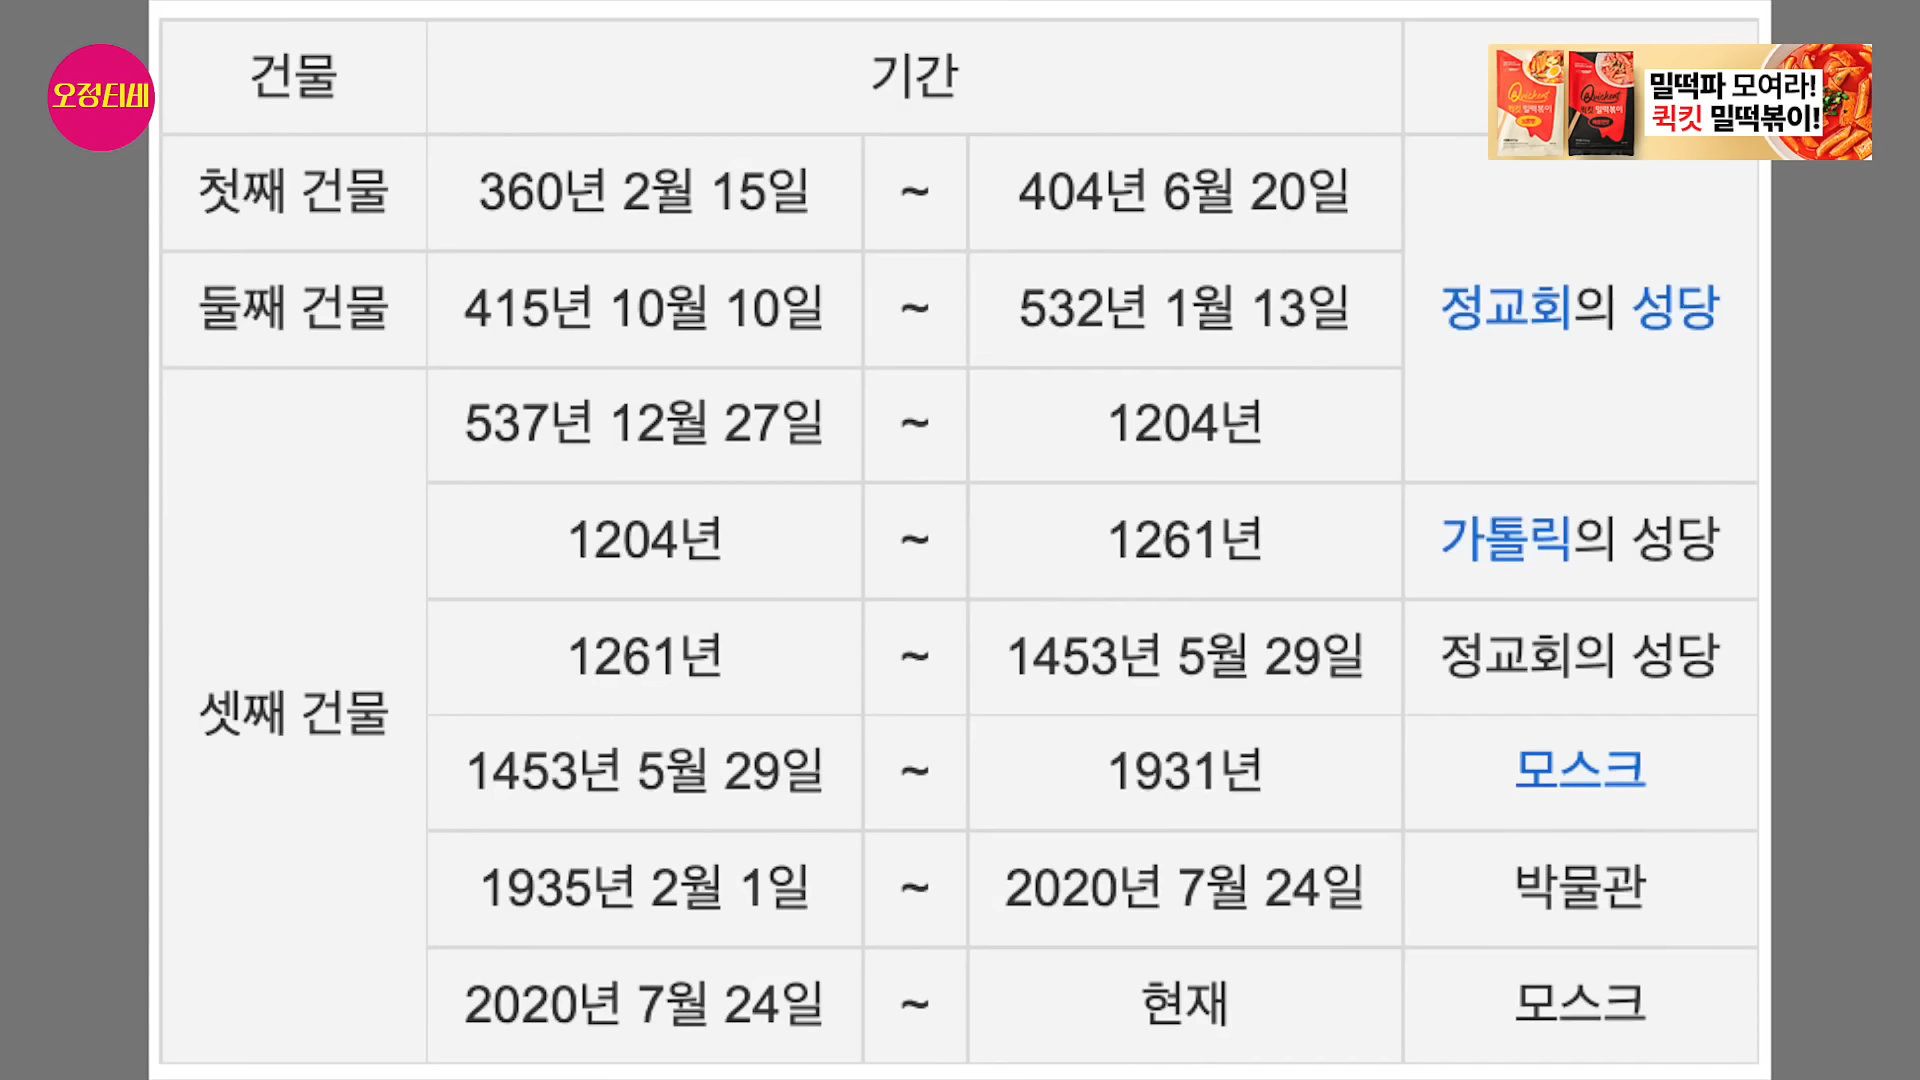 오정티비
밀떡파 모여라!
퀵킷 밀떡볶이!
건물 기간
첫째 건물 360년 2월 15일 ~ 404년 6월 20일
둘째 건물 415년 10월 10일 ~ 532년 1월 13일 정교회의 성당
537년 12월 27일 ~ 1204년
1204년 ~ 1261년 가톨릭의 성당
1261년 ~ 1453년 5월 29일 정교회의 성당
셋째 건물
1453년 5월 29일 ~ 1931년 모스크
1935년 2월 1일 ~ 2020년 7월 24일 박물관
2020년 7월 24일 ~ 현재 모스크